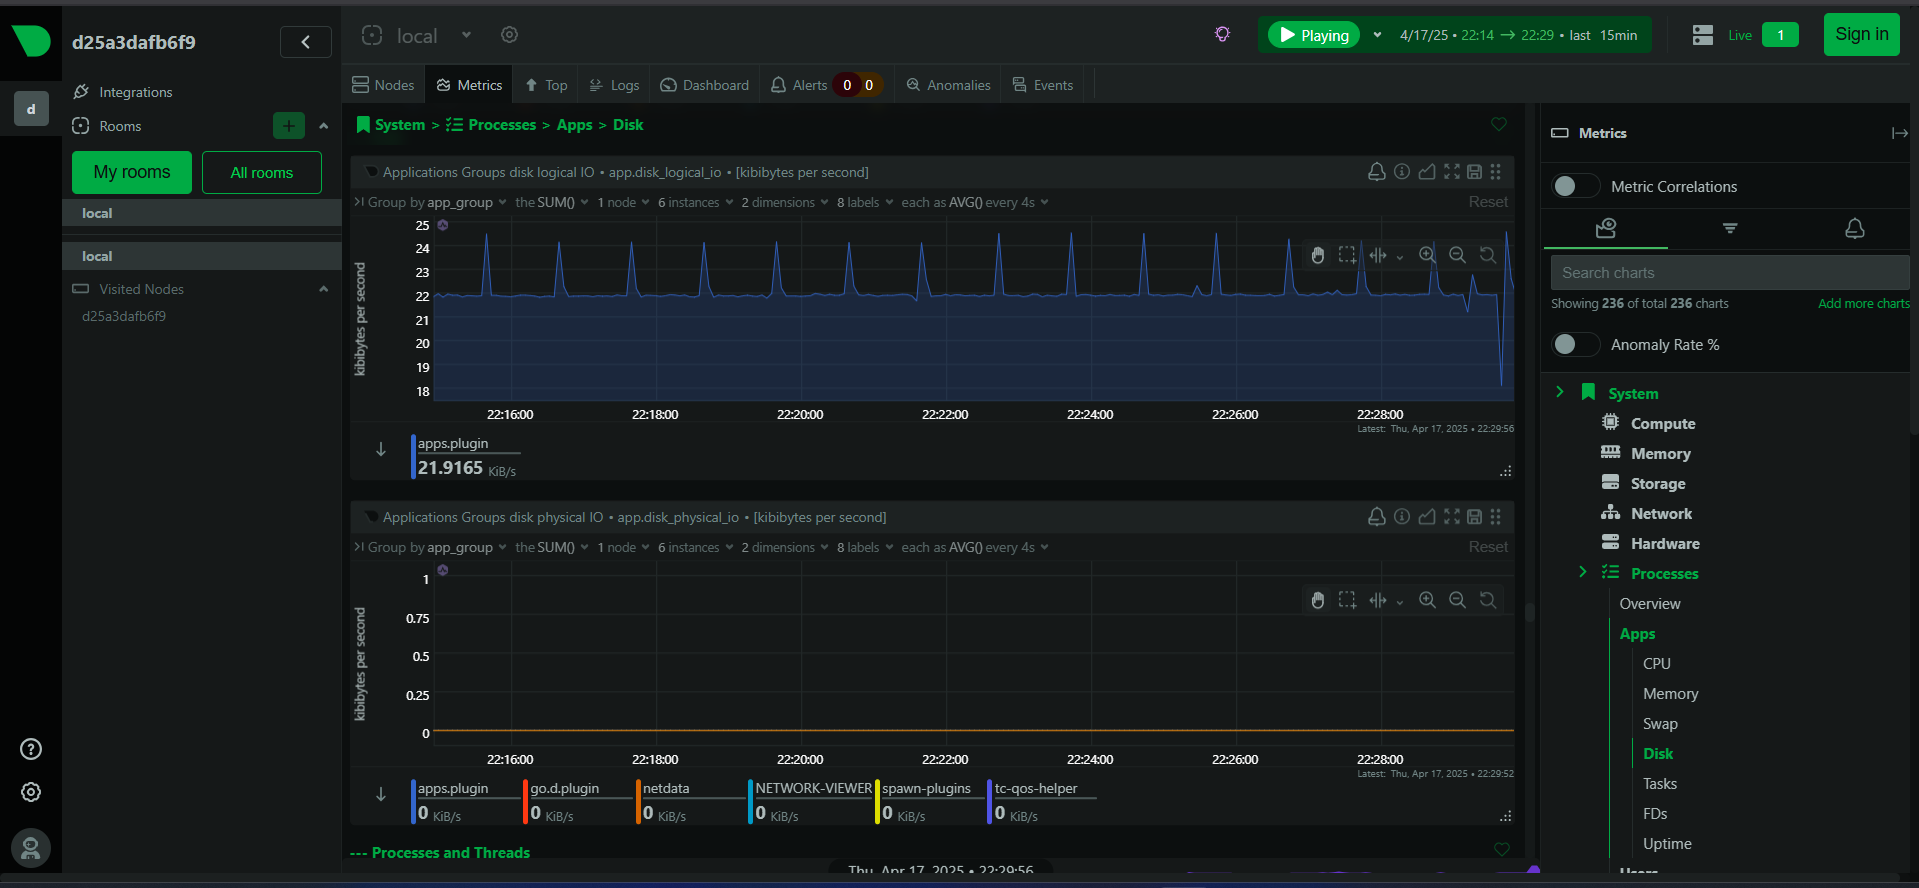 d25a3dafb6f9
local
Playing
4/17/25 • 22:14 → 22:29 • last 15min
Live 1
Sign in
d
Integrations
Rooms
My rooms
All rooms
local
local
Visited Nodes
d25a3dafb6f9
Nodes Metrics Top Logs Dashboard Alerts 0 0 Anomalies Events
System > Processes > Apps > Disk
Applications Groups disk logical IO • app.disk_logical_io • [kibibytes per second]
Group by app_group the SUM() 1 node 6 instances 2 dimensions 8 labels each as AVG() every 4s Reset
kibibytes per second
25
24
23
22
21
20
19
18
22:16:00 22:18:00 22:20:00 22:22:00 22:24:00 22:26:00 22:28:00
Latest: Thu, Apr 17, 2025 • 22:29:56
apps.plugin
21.9165 KiB/s
Applications Groups disk physical IO • app.disk_physical_io • [kibibytes per second]
Group by app_group the SUM() 1 node 6 instances 2 dimensions 8 labels each as AVG() every 4s Reset
kibibytes per second
1
0.75
0.5
0.25
0
22:16:00 22:18:00 22:20:00 22:22:00 22:24:00 22:26:00 22:28:00
Latest: Thu, Apr 17, 2025 • 22:29:52
apps.plugin go.d.plugin netdata NETWORK-VIEWER spawn-plugins tc-qos-helper
0 KiB/s 0 KiB/s 0 KiB/s 0 KiB/s 0 KiB/s 0 KiB/s
--- Processes and Threads
Thu, Apr 17, 2025 • 22:29:56
Metrics
Metric Correlations
Search charts
Showing 236 of total 236 charts
Add more charts
Anomaly Rate %
System
Compute
Memory
Storage
Network
Hardware
Processes
Overview
Apps
CPU
Memory
Swap
Disk
Tasks
FDs
Uptime
Users